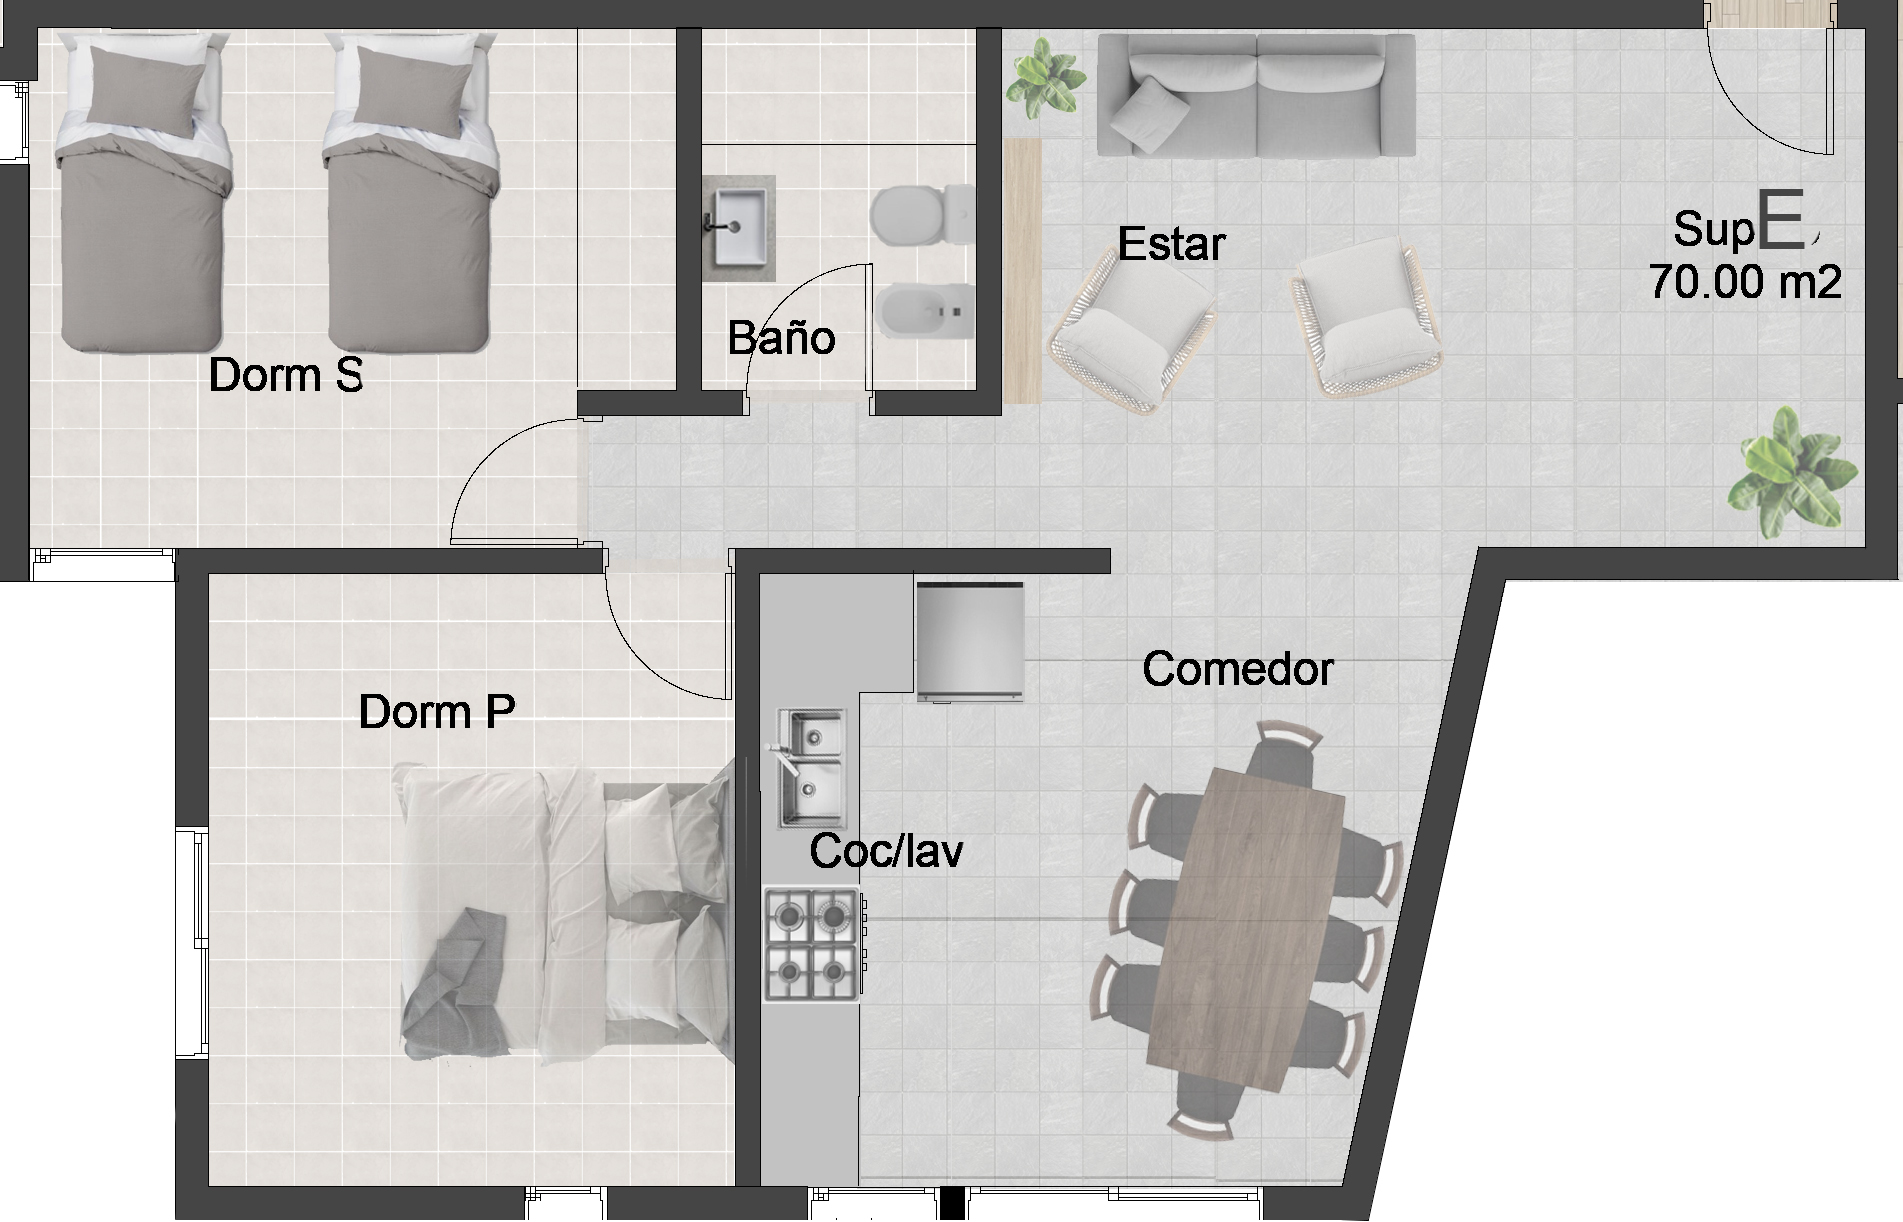 Estar
SupE
70.00 m2
Baño
Dorm S
Comedor
Dorm P
Coc/lav